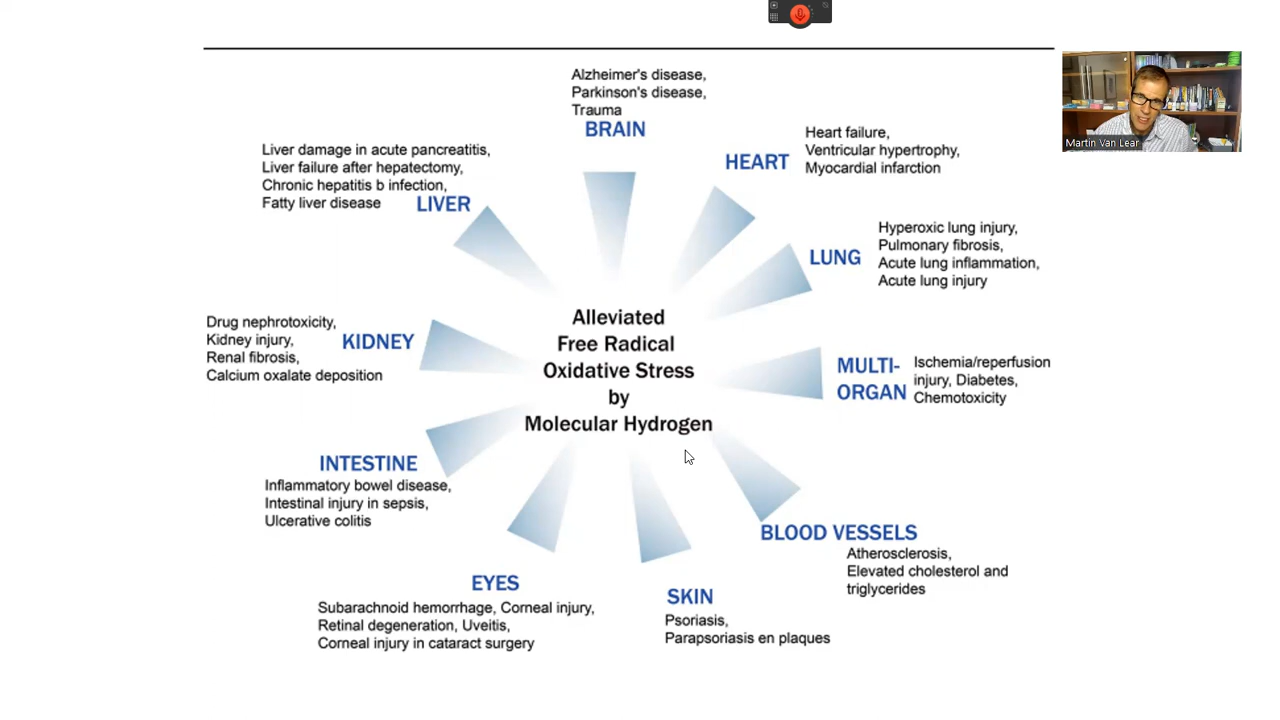 Martin Van Lear
Alzheimer's disease,
Parkinson's disease,
Trauma
BRAIN
Heart failure,
Ventricular hypertrophy,
Myocardial infarction
HEART
Hyperoxic lung injury,
Pulmonary fibrosis,
Acute lung inflammation,
Acute lung injury
LUNG
Ischemia/reperfusion
injury, Diabetes,
Chemotoxicity
MULTI-
ORGAN
BLOOD VESSELS
Atherosclerosis,
Elevated cholesterol and
triglycerides
SKIN
Psoriasis,
Parapsoriasis en plaques
EYES
Subarachnoid hemorrhage, Corneal injury,
Retinal degeneration, Uveitis,
Corneal injury in cataract surgery
INTESTINE
Inflammatory bowel disease,
Intestinal injury in sepsis,
Ulcerative colitis
Drug nephrotoxicity,
Kidney injury,
Renal fibrosis,
Calcium oxalate deposition
KIDNEY
Liver damage in acute pancreatitis,
Liver failure after hepatectomy,
Chronic hepatitis b infection,
Fatty liver disease
LIVER
Alleviated
Free Radical
Oxidative Stress
by
Molecular Hydrogen